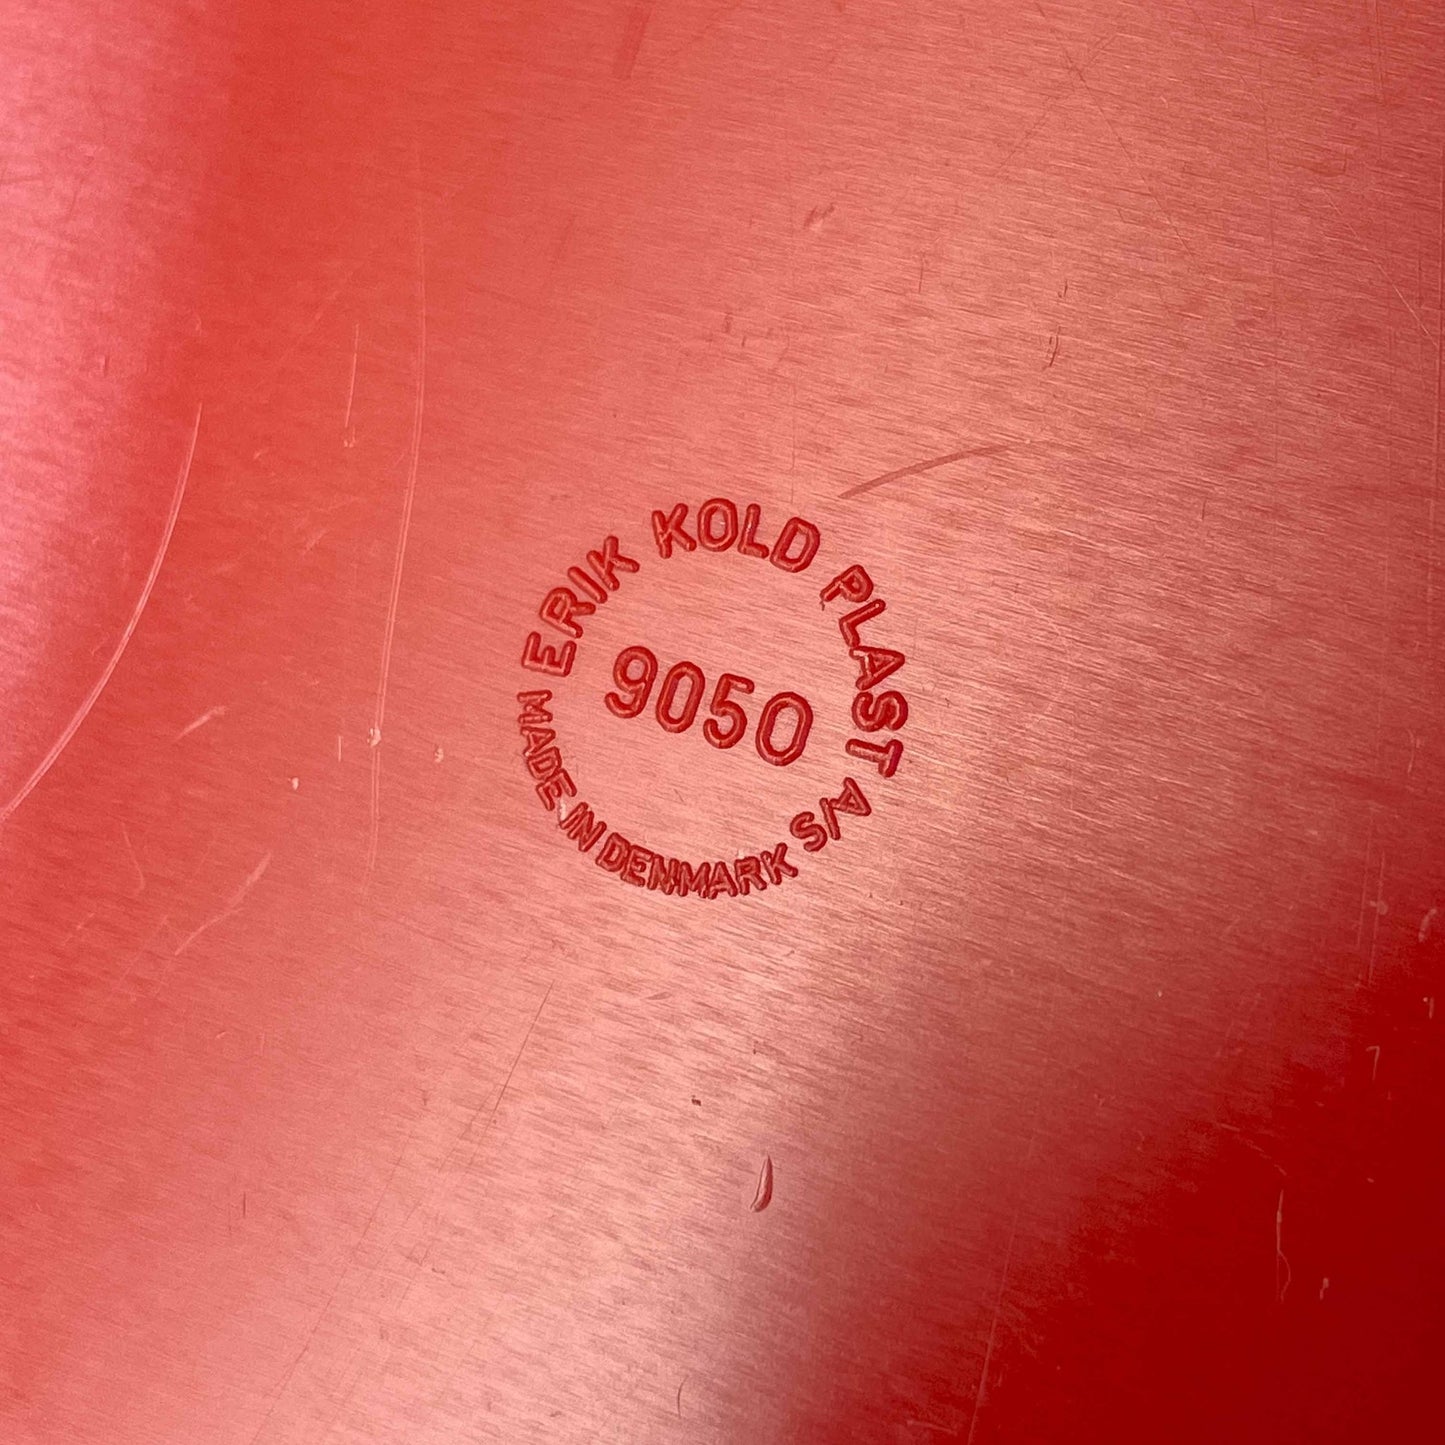 ERIK KOLD PLAST A/S
9050
MADE IN DENMARK